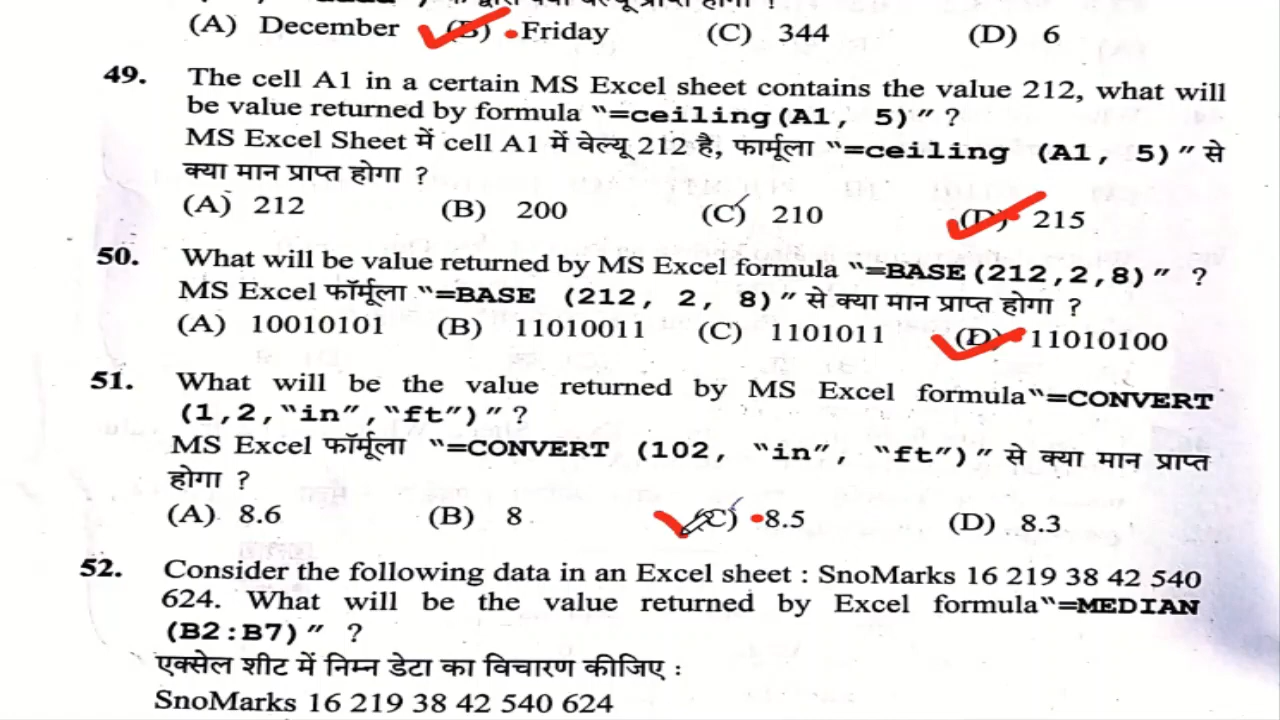 के द्वारा क्या वेल्यू प्राप्त होगा ?
(A) December (B) Friday (C) 344 (D) 6
49. The cell A1 in a certain MS Excel sheet contains the value 212, what will
be value returned by formula "=ceiling(A1, 5)" ?
MS Excel Sheet में cell A1 में वेल्यू 212 है, फार्मूला "=ceiling (A1, 5)" से
क्या मान प्राप्त होगा ?
(A) 212 (B) 200 (C) 210 (D) 215
50. What will be value returned by MS Excel formula "=BASE(212,2,8)" ?
MS Excel फॉर्मूला "=BASE (212, 2, 8)" से क्या मान प्राप्त होगा ?
(A) 10010101 (B) 11010011 (C) 1101011 (D) 11010100
51. What will be the value returned by MS Excel formula"=CONVERT
(1,2,"in","ft")"?
MS Excel फॉर्मूला "=CONVERT (102, "in", "ft")" से क्या मान प्राप्त
होगा ?
(A) 8.6 (B) 8 (C) 8.5 (D) 8.3
52. Consider the following data in an Excel sheet : SnoMarks 16 219 38 42 540
624. What will be the value returned by Excel formula"=MEDIAN
(B2:B7)" ?
एक्सेल शीट में निम्न डेटा का विचारण कीजिए :
SnoMarks 16 219 38 42 540 624